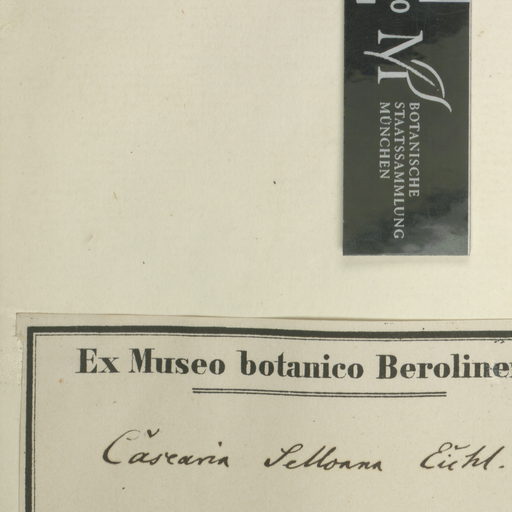 BOTANISCHE
STAATSSAMMLUNG
MÜNCHEN
Ex Museo botanico Beroline
Casearia Selloana Eichl.